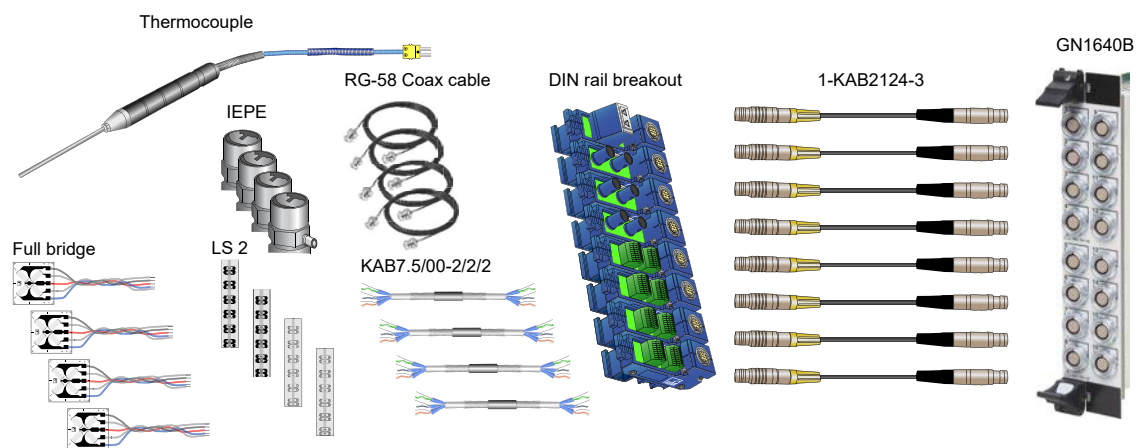 Thermocouple
GN1640B
RG-58 Coax cable
DIN rail breakout
1-KAB2124-3
IEPE
Full bridge
LS 2
KAB7.5/00-2/2/2